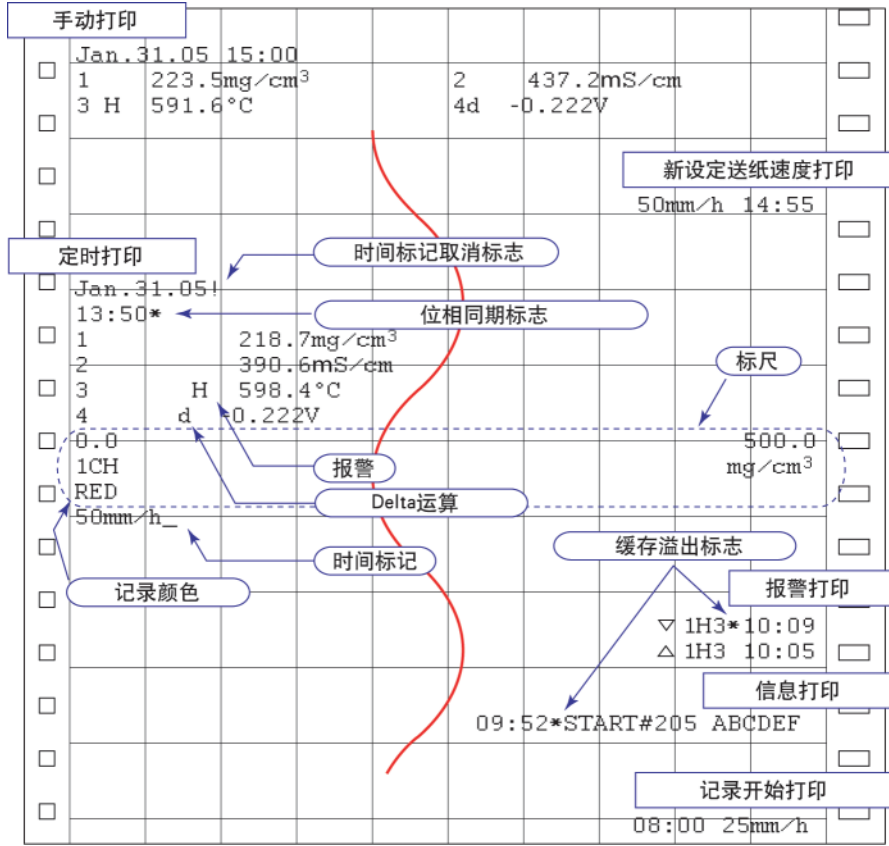 手动打印
Jan.31.05 15:00
1 223.5mg/cm³ 2 437.2mS/cm
3 H 591.6°C 4d -0.222V
新设定送纸速度打印
50mm/h 14:55
定时打印
时间标记取消标志
Jan.31.05!
13:50*
位相同期标志
1 218.7mg/cm³
2 390.6mS/cm
标尺
3 H 598.4°C
4 d -0.222V
0.0 500.0
1CH mg/cm³
报警
RED
Delta运算
50mm/h_
缓存溢出标志
时间标记
报警打印
记录颜色
▽ 1H3*10:09
△ 1H3 10:05
信息打印
09:52*START#205 ABCDEF
记录开始打印
08:00 25mm/h